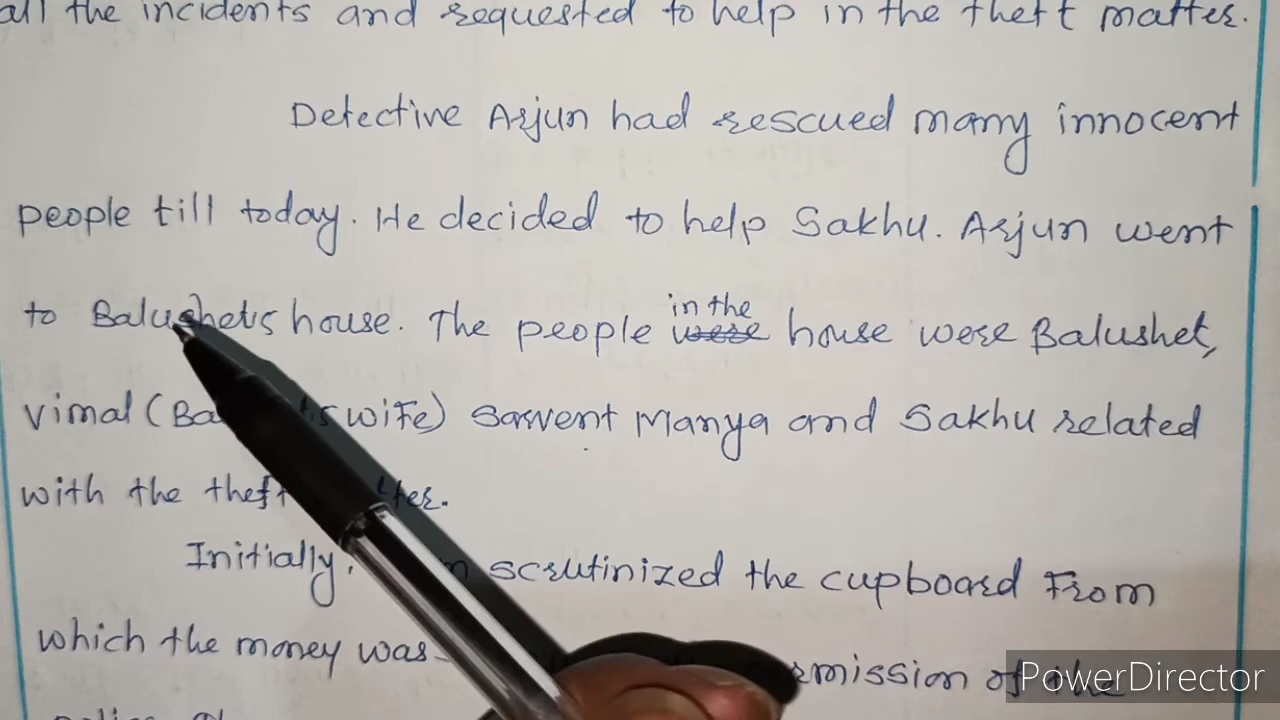 all the incidents and requested to help in the theft matter.
Detective Arjun had rescued many innocent
people till today. He decided to help Sakhu. Arjun went
to Balushet's house. The people in the house were Balushet,
Vimal (Ba wife) Sarvent Manya and Sakhu related
with the theft
Initially, scrutinized the cupboard From
which the money was
PowerDirector